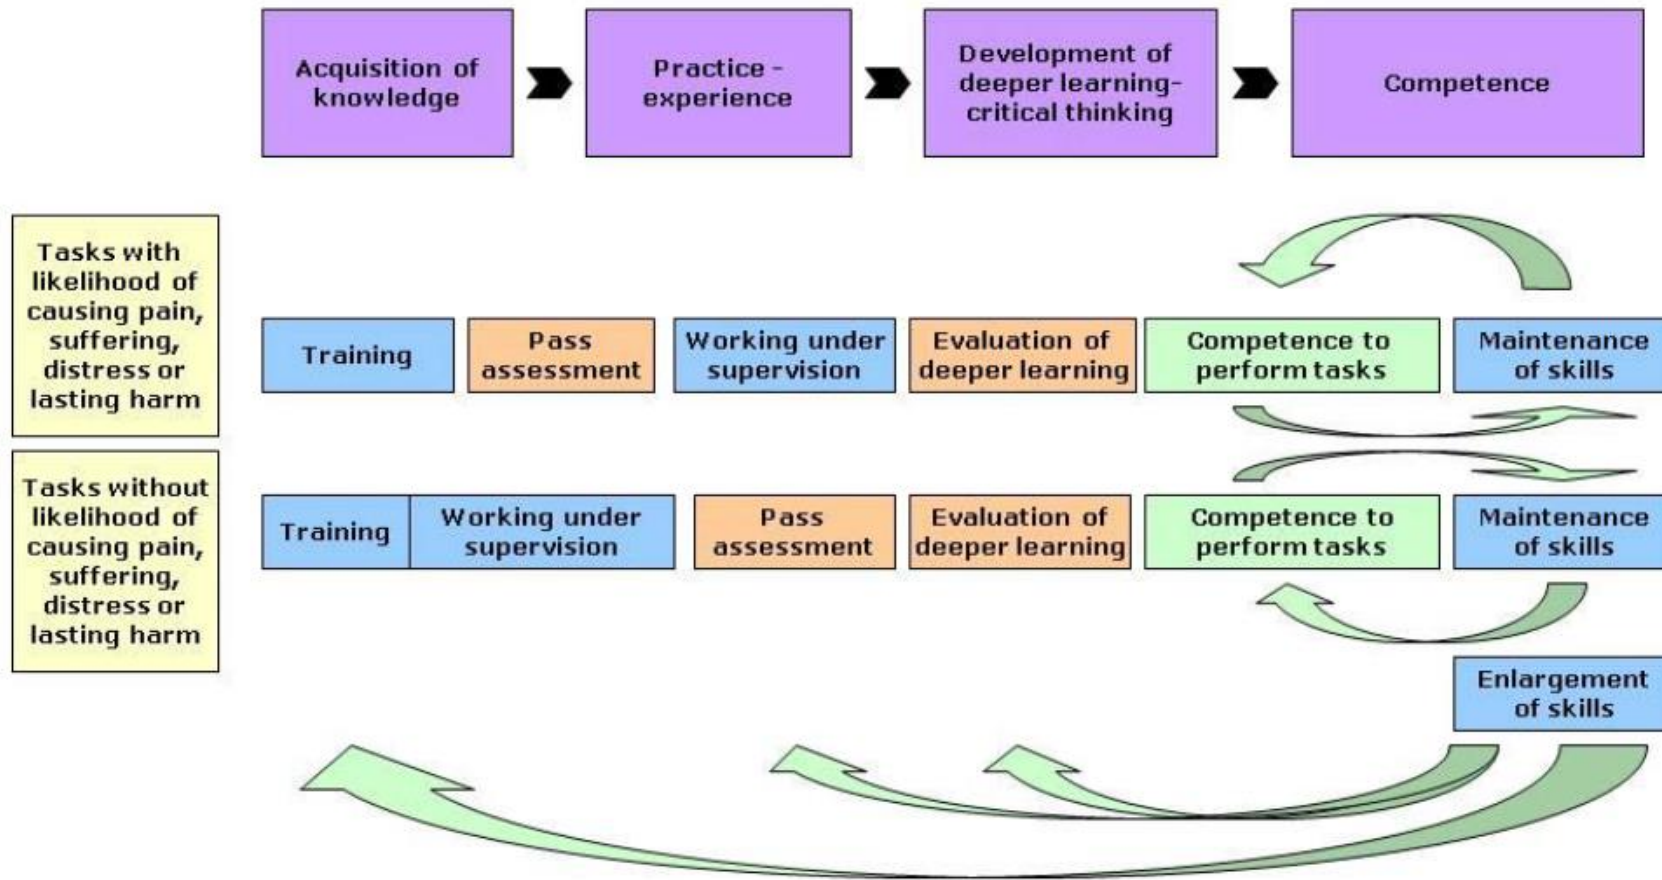 Acquisition of
knowledge
Practice -
experience
Development of
deeper learning-
critical thinking
Competence
Tasks with
likelihood of
causing pain,
suffering,
distress or
lasting harm
Training
Pass
assessment
Working under
supervision
Evaluation of
deeper learning
Competence to
perform tasks
Maintenance
of skills
Tasks without
likelihood of
causing pain,
suffering,
distress or
lasting harm
Training
Working under
supervision
Pass
assessment
Evaluation of
deeper learning
Competence to
perform tasks
Maintenance
of skills
Enlargement
of skills